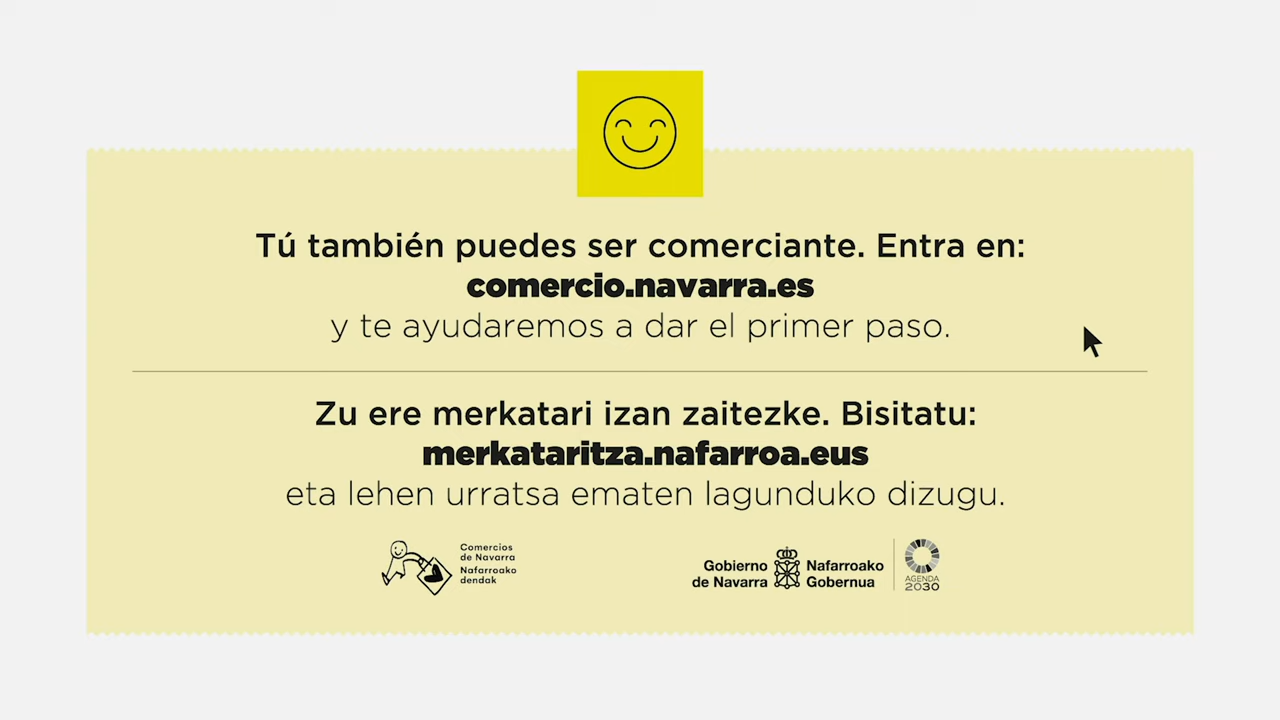 Tú también puedes ser comerciante. Entra en:
comercio.navarra.es
y te ayudaremos a dar el primer paso.
Zu ere merkatari izan zaitezke. Bisitatu:
merkataritza.nafarroa.eus
eta lehen urratsa ematen lagunduko dizugu.
Comercios
de Navarra
Nafarroako
dendak
Gobierno
de Navarra
Nafarroako
Gobernua
AGENDA
2030